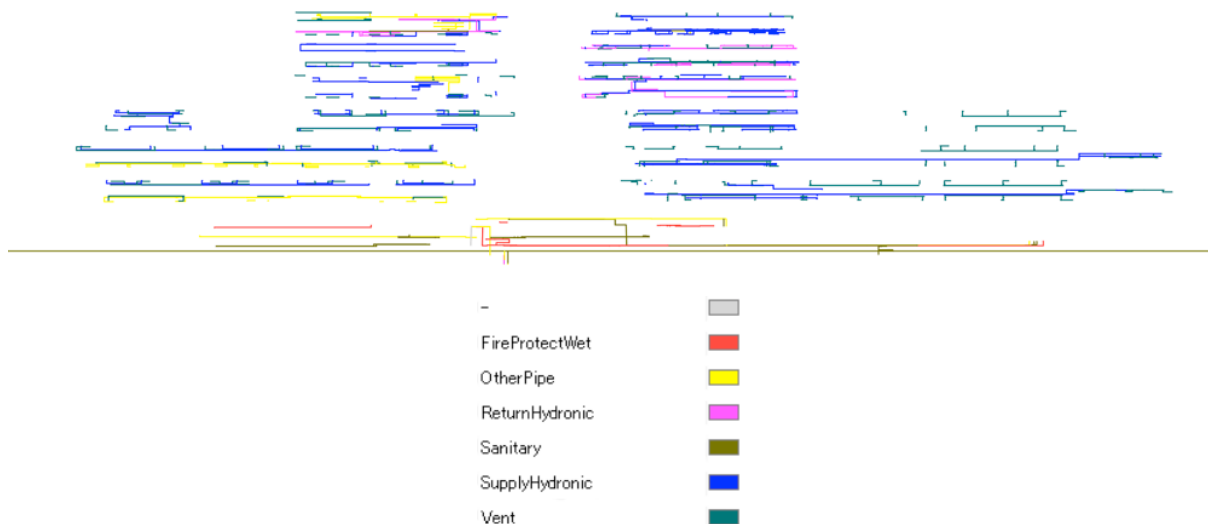 -
FireProtectWet
OtherPipe
ReturnHydronic
Sanitary
SupplyHydronic
Vent